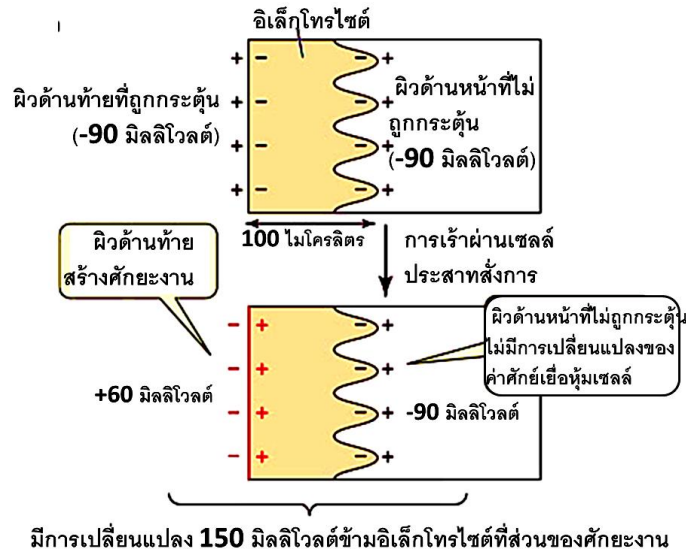 อิเล็กโทรไซต์
+ − − +
ผิวด้านท้ายที่ถูกกระตุ้น
(-90 มิลลิโวลต์)
+ − − +
+ − − +
+ − − +
ผิวด้านหน้าที่ไม่
ถูกกระตุ้น
(-90 มิลลิโวลต์)
100 ไมโครลิตร
การเร้าผ่านเซลล์
ประสาทสั่งการ
ผิวด้านท้าย
สร้างศักยะงาน
ผิวด้านหน้าที่ไม่ถูกกระตุ้น
ไม่มีการเปลี่ยนแปลงของ
ค่าศักย์เยื่อหุ้มเซลล์
− + − +
− + − +
− + − +
− + − +
+60 มิลลิโวลต์
-90 มิลลิโวลต์
มีการเปลี่ยนแปลง 150 มิลลิโวลต์ข้ามอิเล็กโทรไซต์ที่ส่วนของศักยะงาน